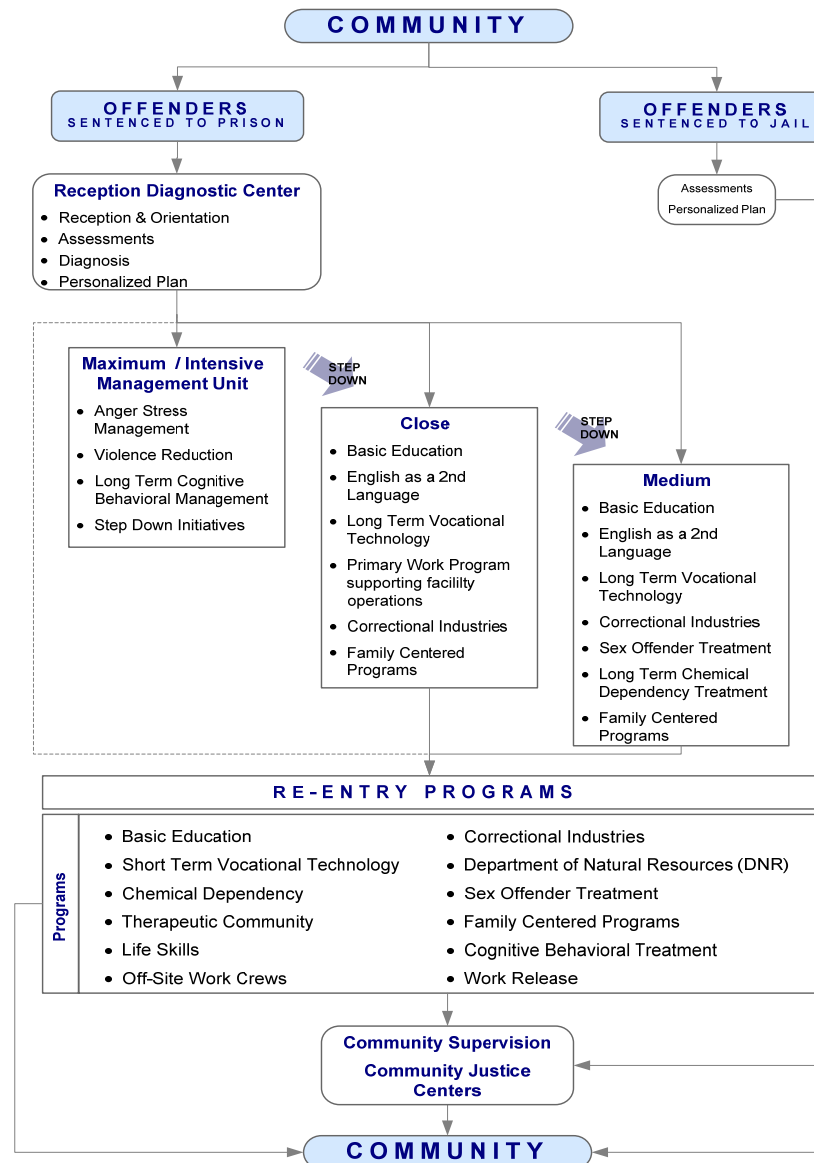 COMMUNITY
OFFENDERS
SENTENCED TO PRISON
OFFENDERS
SENTENCED TO JAIL
Reception Diagnostic Center
• Reception & Orientation
• Assessments
• Diagnosis
• Personalized Plan
Assessments
Personalized Plan
Maximum / Intensive
Management Unit
• Anger Stress
Management
• Violence Reduction
• Long Term Cognitive
Behavioral Management
• Step Down Initiatives
STEP
DOWN
Close
• Basic Education
• English as a 2nd
Language
• Long Term Vocational
Technology
• Primary Work Program
supporting facililty
operations
• Correctional Industries
• Family Centered
Programs
STEP
DOWN
Medium
• Basic Education
• English as a 2nd
Language
• Long Term Vocational
Technology
• Correctional Industries
• Sex Offender Treatment
• Long Term Chemical
Dependency Treatment
• Family Centered
Programs
RE-ENTRY PROGRAMS
Programs
• Basic Education
• Short Term Vocational Technology
• Chemical Dependency
• Therapeutic Community
• Life Skills
• Off-Site Work Crews
• Correctional Industries
• Department of Natural Resources (DNR)
• Sex Offender Treatment
• Family Centered Programs
• Cognitive Behavioral Treatment
• Work Release
Community Supervision
Community Justice
Centers
COMMUNITY